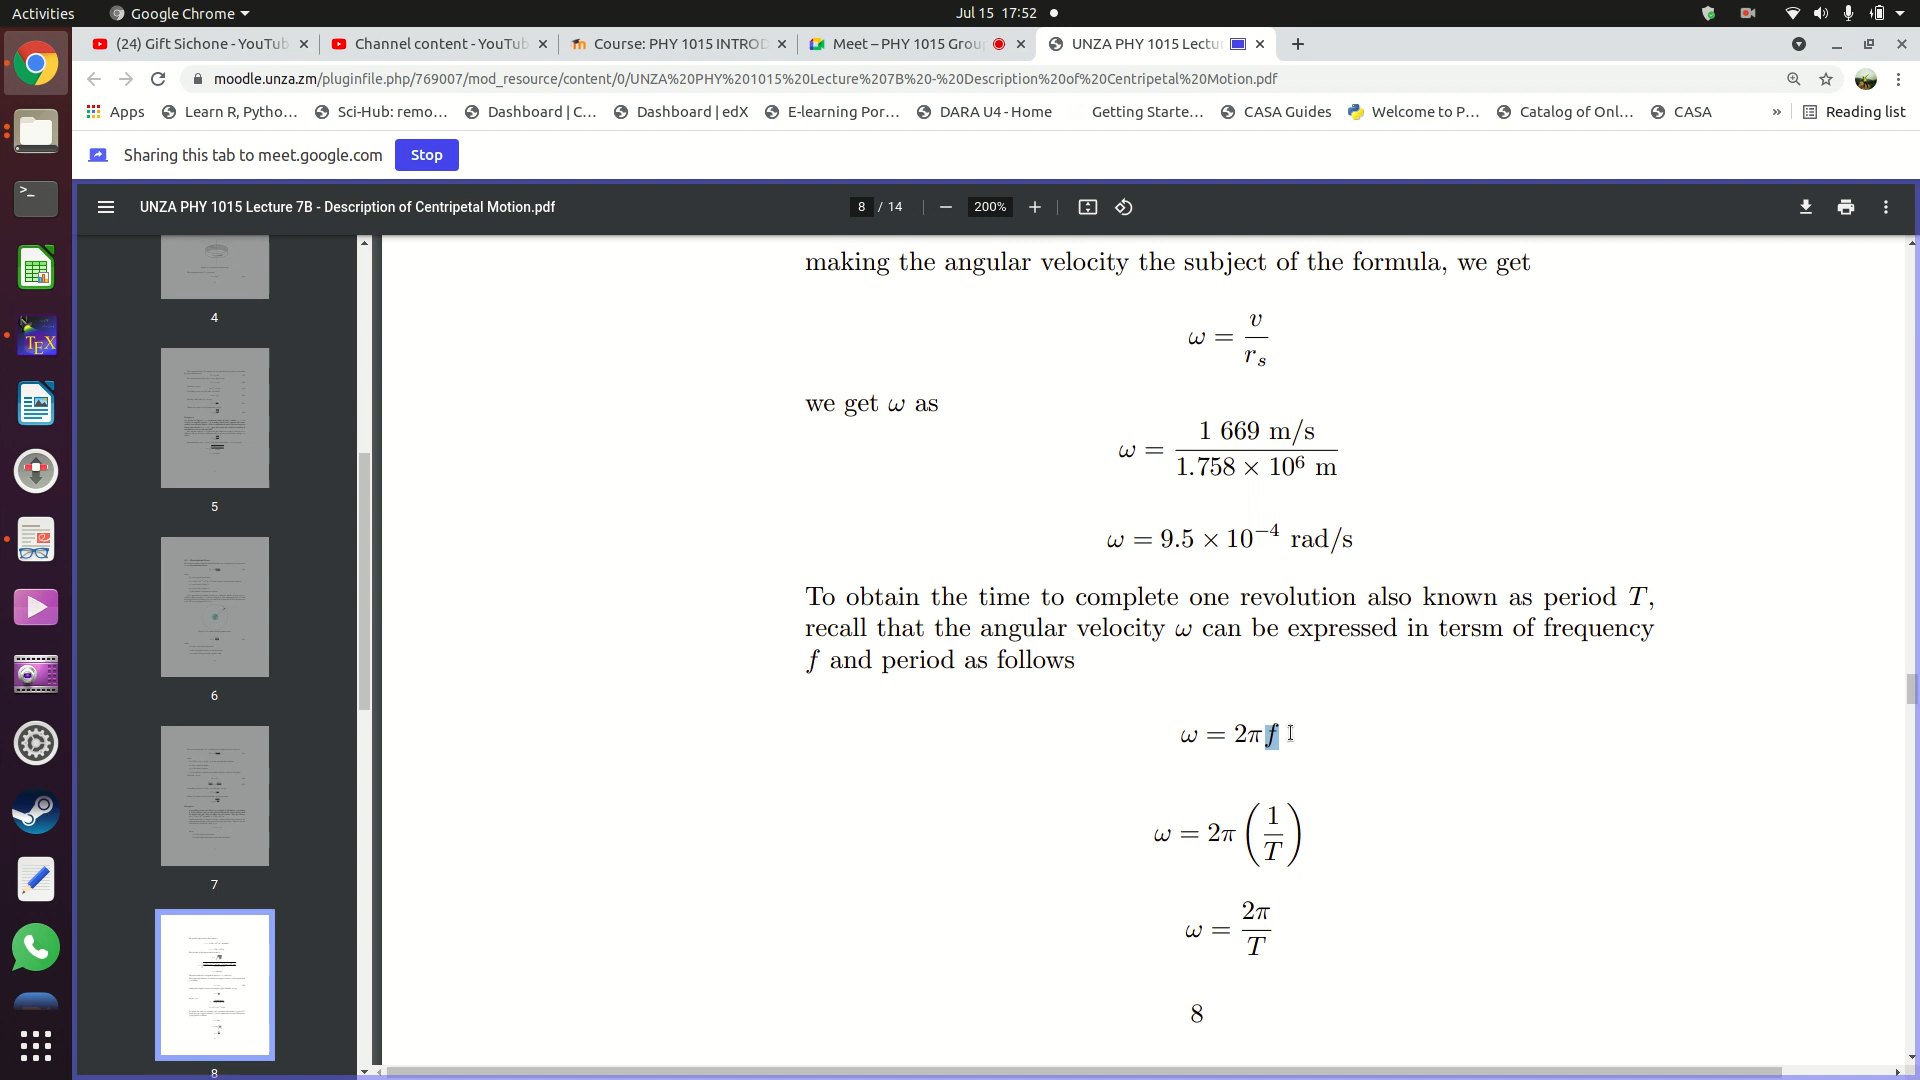 Activities
Google Chrome
Jul 15 17:52
(24) Gift Sichone - YouTub
Channel content - YouTub
Course: PHY 1015 INTROD
Meet – PHY 1015 Grou
UNZA PHY 1015 Lectur
moodle.unza.zm/pluginfile.php/769007/mod_resource/content/0/UNZA%20PHY%201015%20Lecture%207B%20-%20Description%20of%20Centripetal%20Motion.pdf
Apps
Learn R, Pytho...
Sci-Hub: remo...
Dashboard | C...
Dashboard | edX
E-learning Por...
DARA U4 - Home
Getting Starte...
CASA Guides
Welcome to P...
Catalog of Onl...
CASA
»
Reading list
Sharing this tab to meet.google.com
Stop
UNZA PHY 1015 Lecture 7B - Description of Centripetal Motion.pdf
8 / 14
200%
4
5
6
7
8
making the angular velocity the subject of the formula, we get
ω = v / r_s
we get ω as
ω = 1 669 m/s / 1.758 × 10⁶ m
ω = 9.5 × 10⁻⁴ rad/s
To obtain the time to complete one revolution also known as period T,
recall that the angular velocity ω can be expressed in tersm of frequency
f and period as follows
ω = 2πf
ω = 2π (1 / T)
ω = 2π / T
8